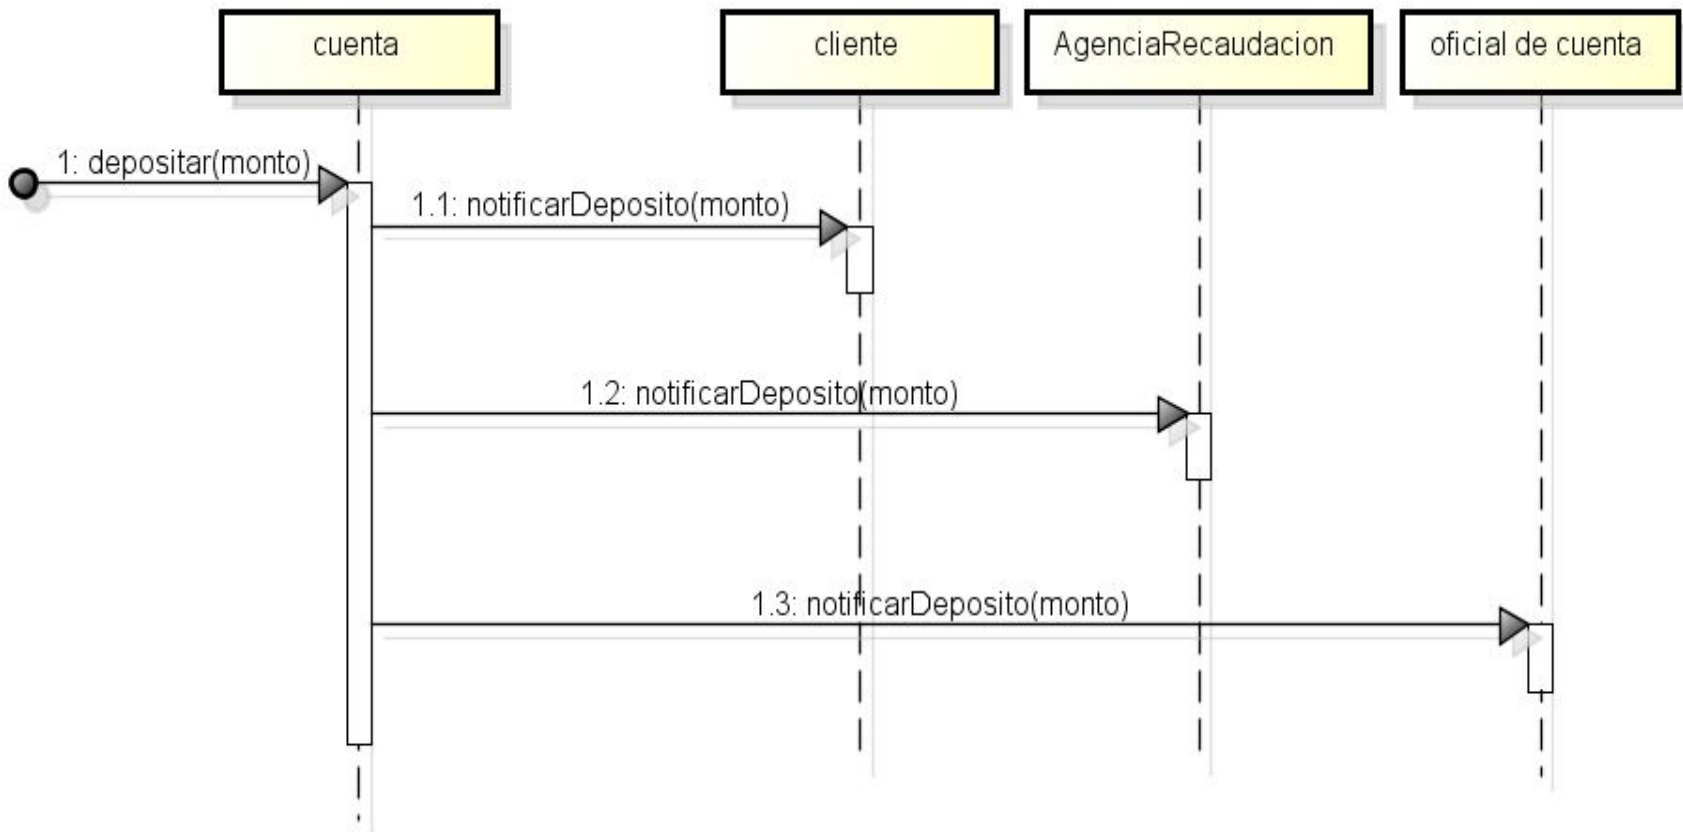 cuenta
cliente
AgenciaRecaudacion
oficial de cuenta
1: depositar(monto)
1.1: notificarDeposito(monto)
1.2: notificarDeposito(monto)
1.3: notificarDeposito(monto)